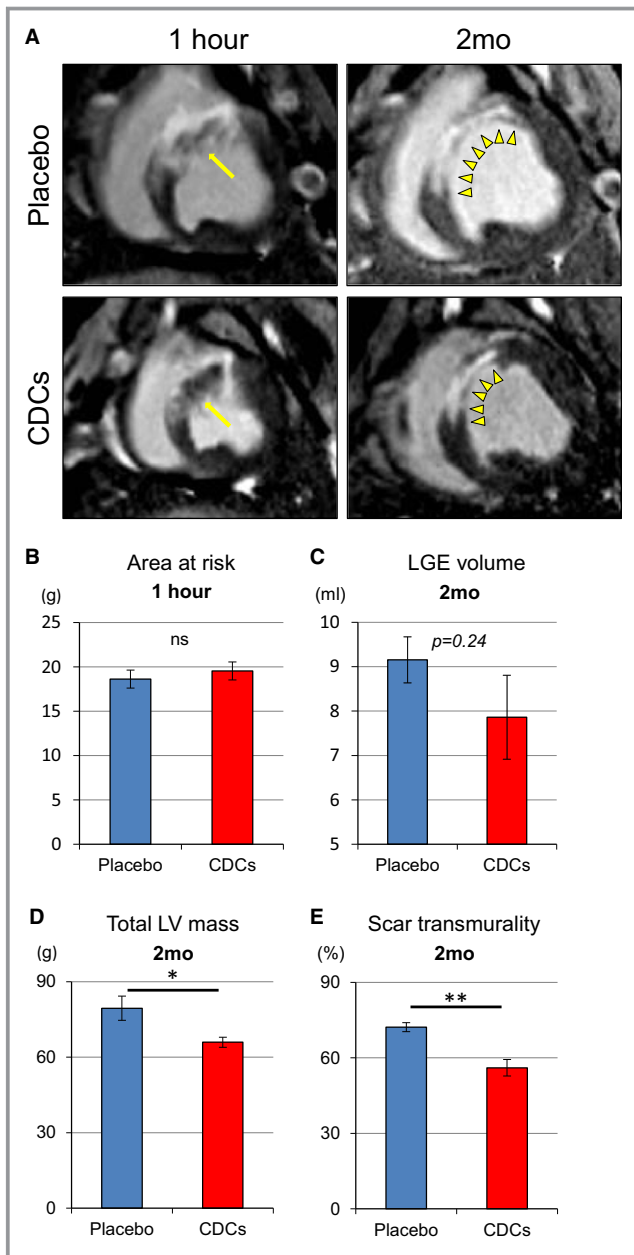 A
1 hour
2mo
Placebo
CDCs
B
Area at risk
1 hour
(g)
25
20
15
10
5
0
ns
Placebo
CDCs
C
LGE volume
2mo
(ml)
10
9
8
7
6
5
p=0.24
Placebo
CDCs
D
Total LV mass
2mo
(g)
90
60
30
0
*
Placebo
CDCs
E
Scar transmurality
2mo
(%)
90
60
30
0
**
Placebo
CDCs